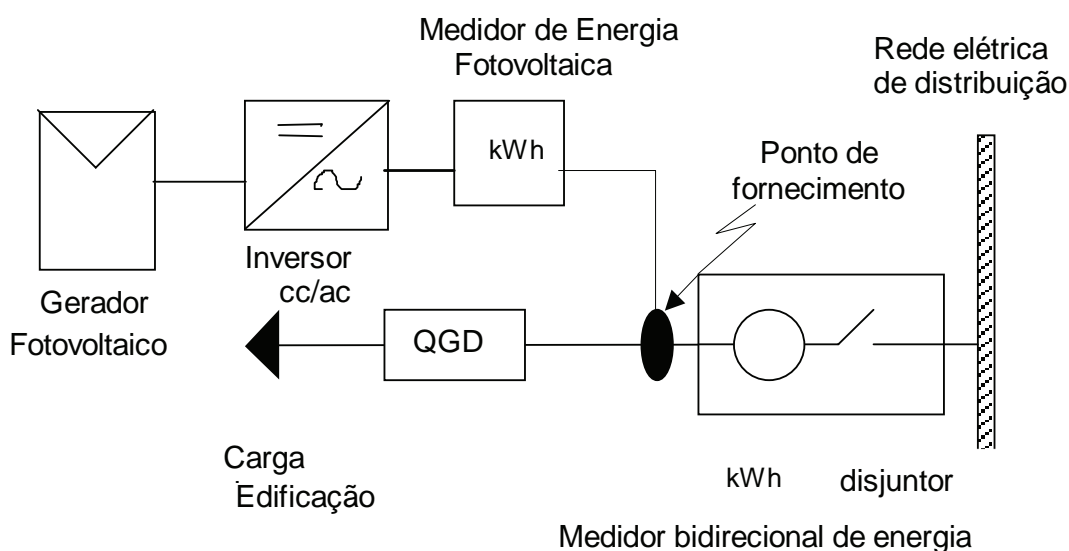 Medidor de Energia
Fotovoltaica
Rede elétrica
de distribuição
kWh
Ponto de
fornecimento
Inversor
cc/ac
Gerador
Fotovoltaico
QGD
Carga
Edificação
kWh
disjuntor
Medidor bidirecional de energia